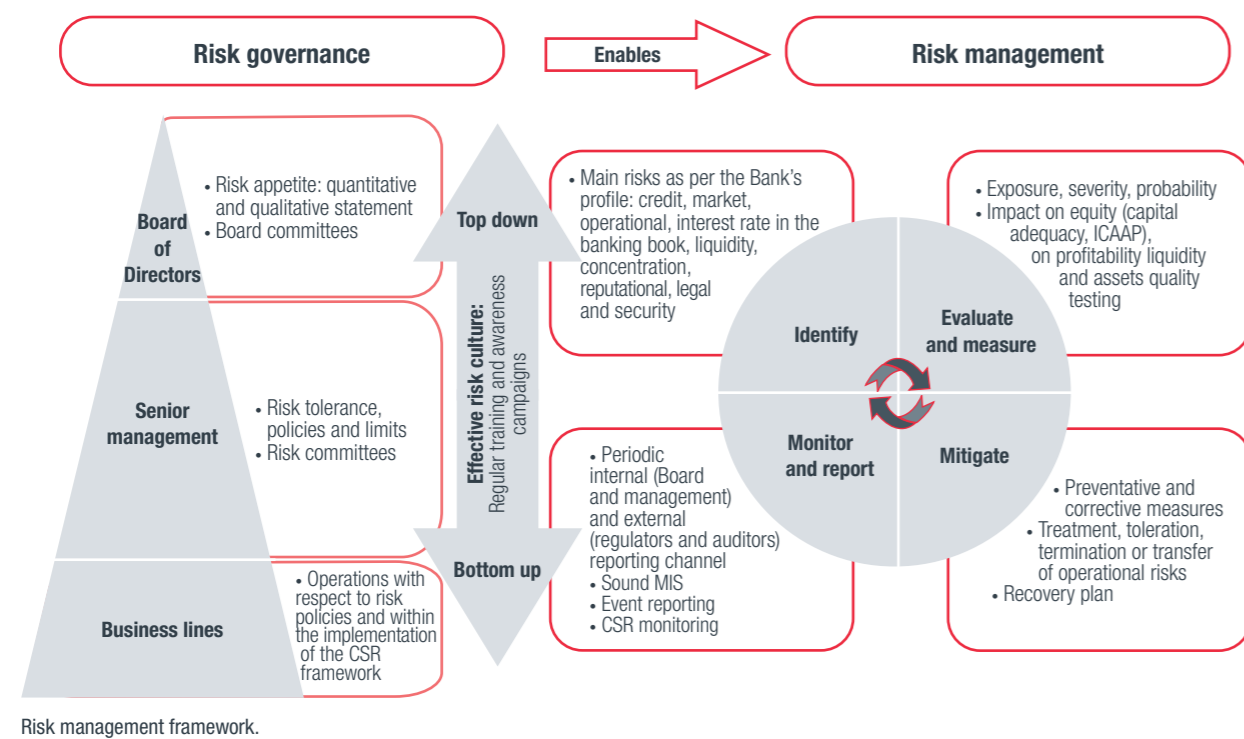 Risk governance
Enables
Risk management
Board
of
Directors
• Risk appetite: quantitative
and qualitative statement
• Board committees
Senior
management
• Risk tolerance,
policies and limits
• Risk committees
Business lines
• Operations with
respect to risk
policies and within
the implementation
of the CSR
framework
Top down
Effective risk culture:
Regular training and awareness
campaigns
Bottom up
• Main risks as per the Bank's
profile: credit, market,
operational, interest rate in the
banking book, liquidity,
concentration,
reputational, legal
and security
Identify
• Exposure, severity, probability
• Impact on equity (capital
adequacy, ICAAP),
on profitability liquidity
and assets quality
testing
Evaluate
and measure
• Periodic
internal (Board
and management)
and external
(regulators and auditors)
reporting channel
• Sound MIS
• Event reporting
• CSR monitoring
Monitor
and report
Mitigate
• Preventative and
corrective measures
• Treatment, toleration,
termination or transfer
of operational risks
• Recovery plan
Risk management framework.